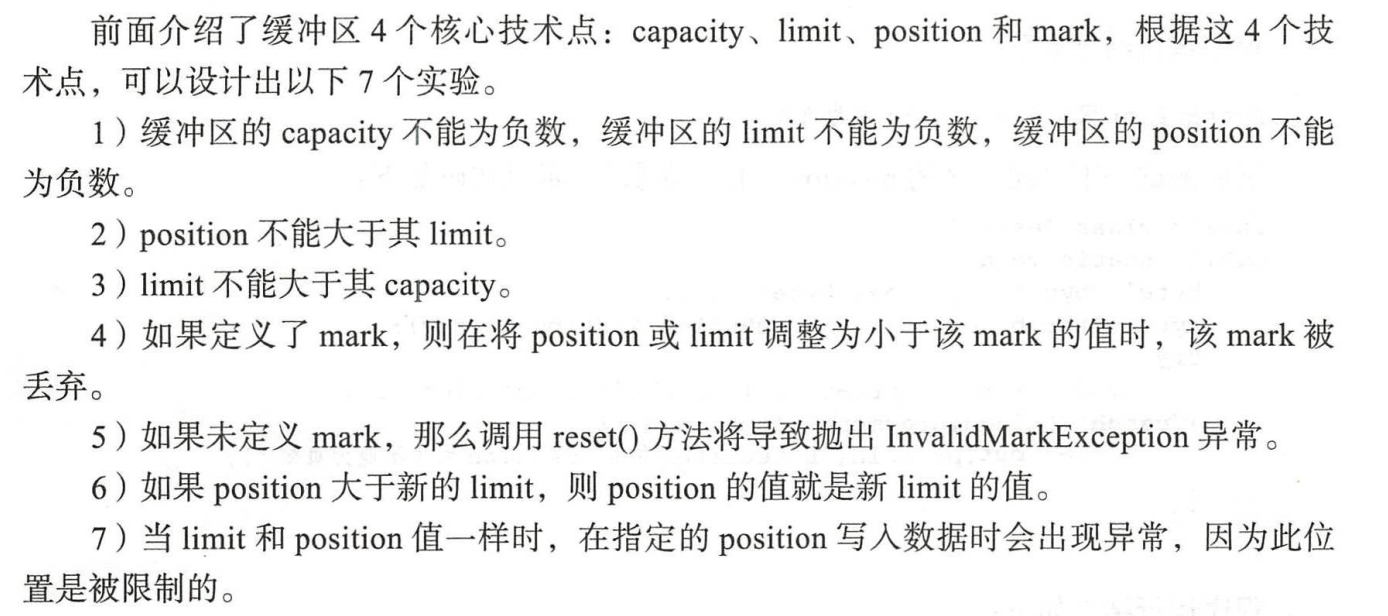 前面介绍了缓冲区 4 个核心技术点：capacity、limit、position 和 mark，根据这 4 个技
术点，可以设计出以下 7 个实验。
1）缓冲区的 capacity 不能为负数，缓冲区的 limit 不能为负数，缓冲区的 position 不能
为负数。
2）position 不能大于其 limit。
3）limit 不能大于其 capacity。
4）如果定义了 mark，则在将 position 或 limit 调整为小于该 mark 的值时，该 mark 被
丢弃。
5）如果未定义 mark，那么调用 reset() 方法将导致抛出 InvalidMarkException 异常。
6）如果 position 大于新的 limit，则 position 的值就是新 limit 的值。
7）当 limit 和 position 值一样时，在指定的 position 写入数据时会出现异常，因为此位
置是被限制的。